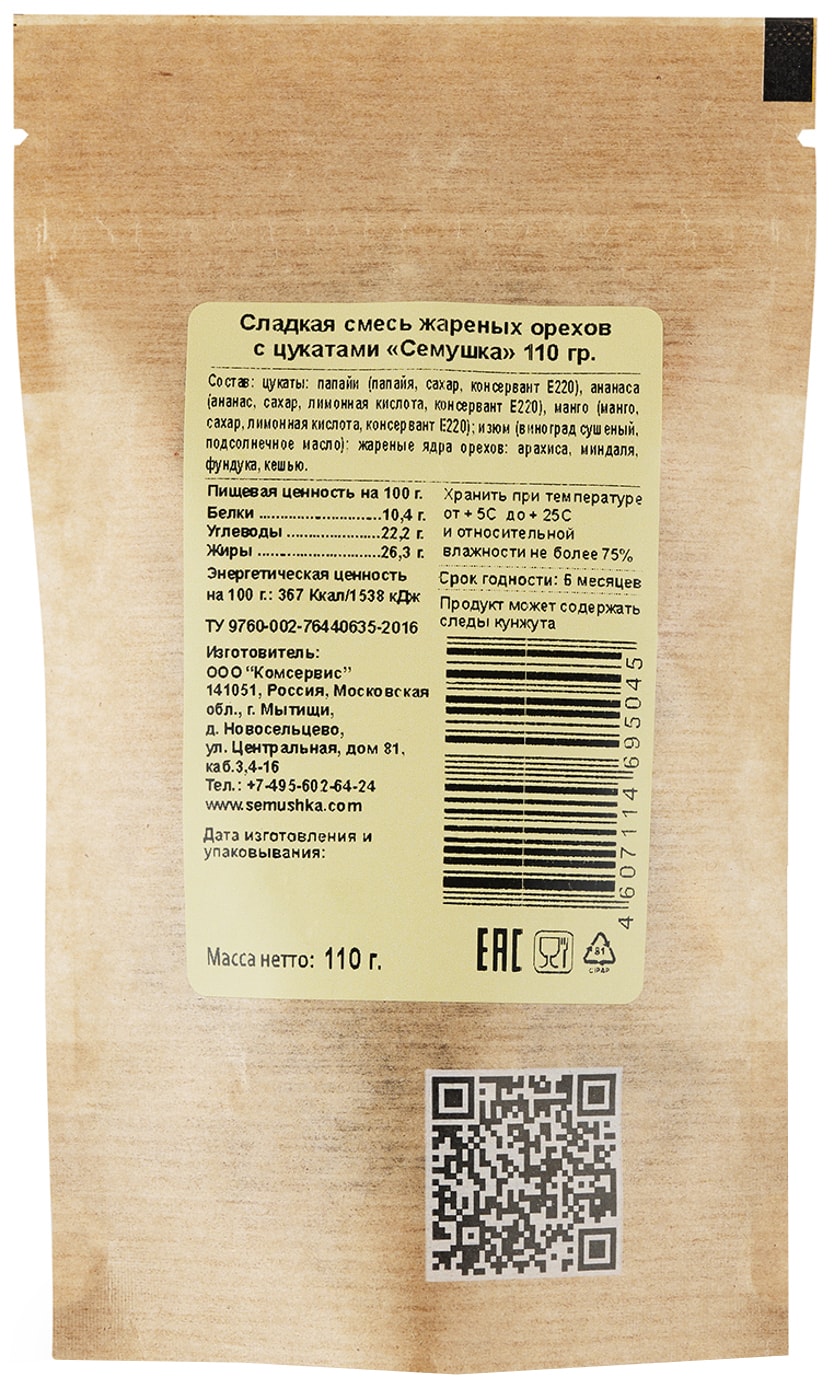 Сладкая смесь жареных орехов
с цукатами «Семушка» 110 гр.
Состав: цукаты: папайи (папайя, сахар, консервант Е220), ананаса
(ананас, сахар, лимонная кислота, консервант Е220), манго (манго,
сахар, лимонная кислота, консервант Е220); изюм (виноград сушеный,
подсолнечное масло): жареные ядра орехов: арахиса, миндаля,
фундука, кешью.
Пищевая ценность на 100 г.
Белки ...........................10,4 г.
Углеводы .....................22,2 г.
Жиры ...........................26,3 г.
Энергетическая ценность
на 100 г.: 367 Ккал/1538 кДж
ТУ 9760-002-76440635-2016
Изготовитель:
ООО “Комсервис”
141051, Россия, Московская
обл., г. Мытищи,
д. Новосельцево,
ул. Центральная, дом 81,
каб.3,4-16
Тел.: +7-495-602-64-24
www.semushka.com
Дата изготовления и
упаковывания:
Масса нетто: 110 г.
Хранить при температуре
от + 5С до + 25С
и относительной
влажности не более 75%
Срок годности: 6 месяцев
Продукт может содержать
следы кунжута
4 607114 695045
EAC
81
C/PAP